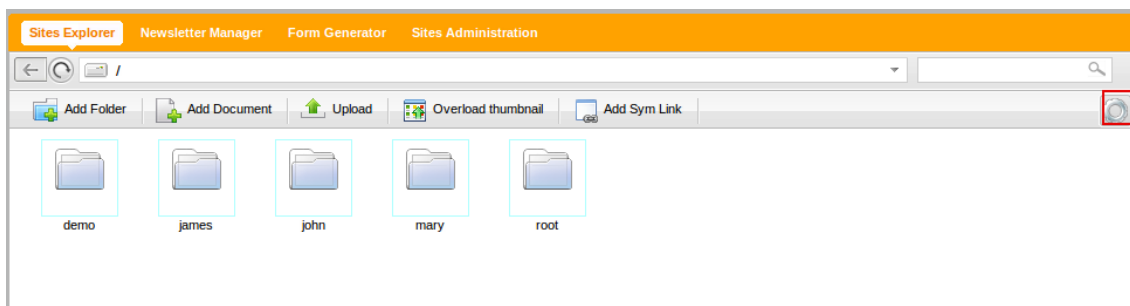 Sites Explorer Newsletter Manager Form Generator Sites Administration
/
Add Folder Add Document Upload Overload thumbnail Add Sym Link
demo james john mary root